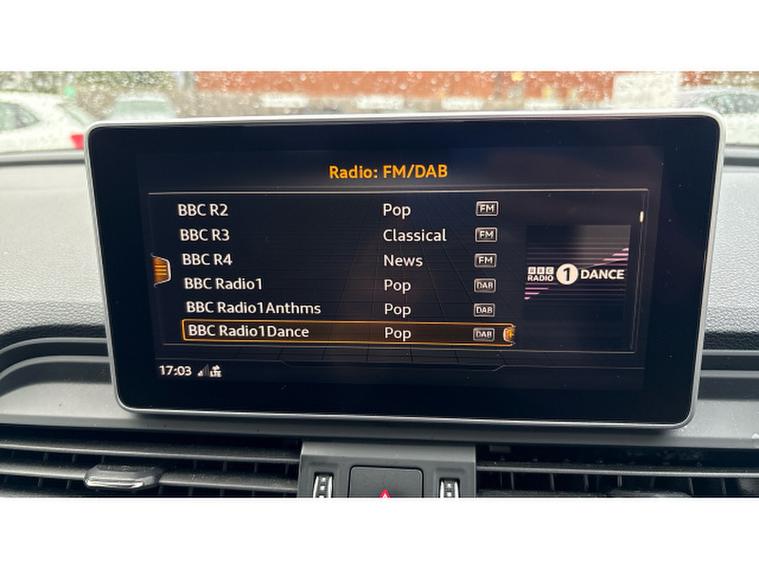 Radio: FM/DAB
BBC R2 Pop FM
BBC R3 Classical FM
BBC R4 News FM
BBC Radio1 Pop DAB
BBC Radio1Anthms Pop DAB
BBC Radio1Dance Pop DAB
BBC RADIO 1 DANCE
17:03 LTE